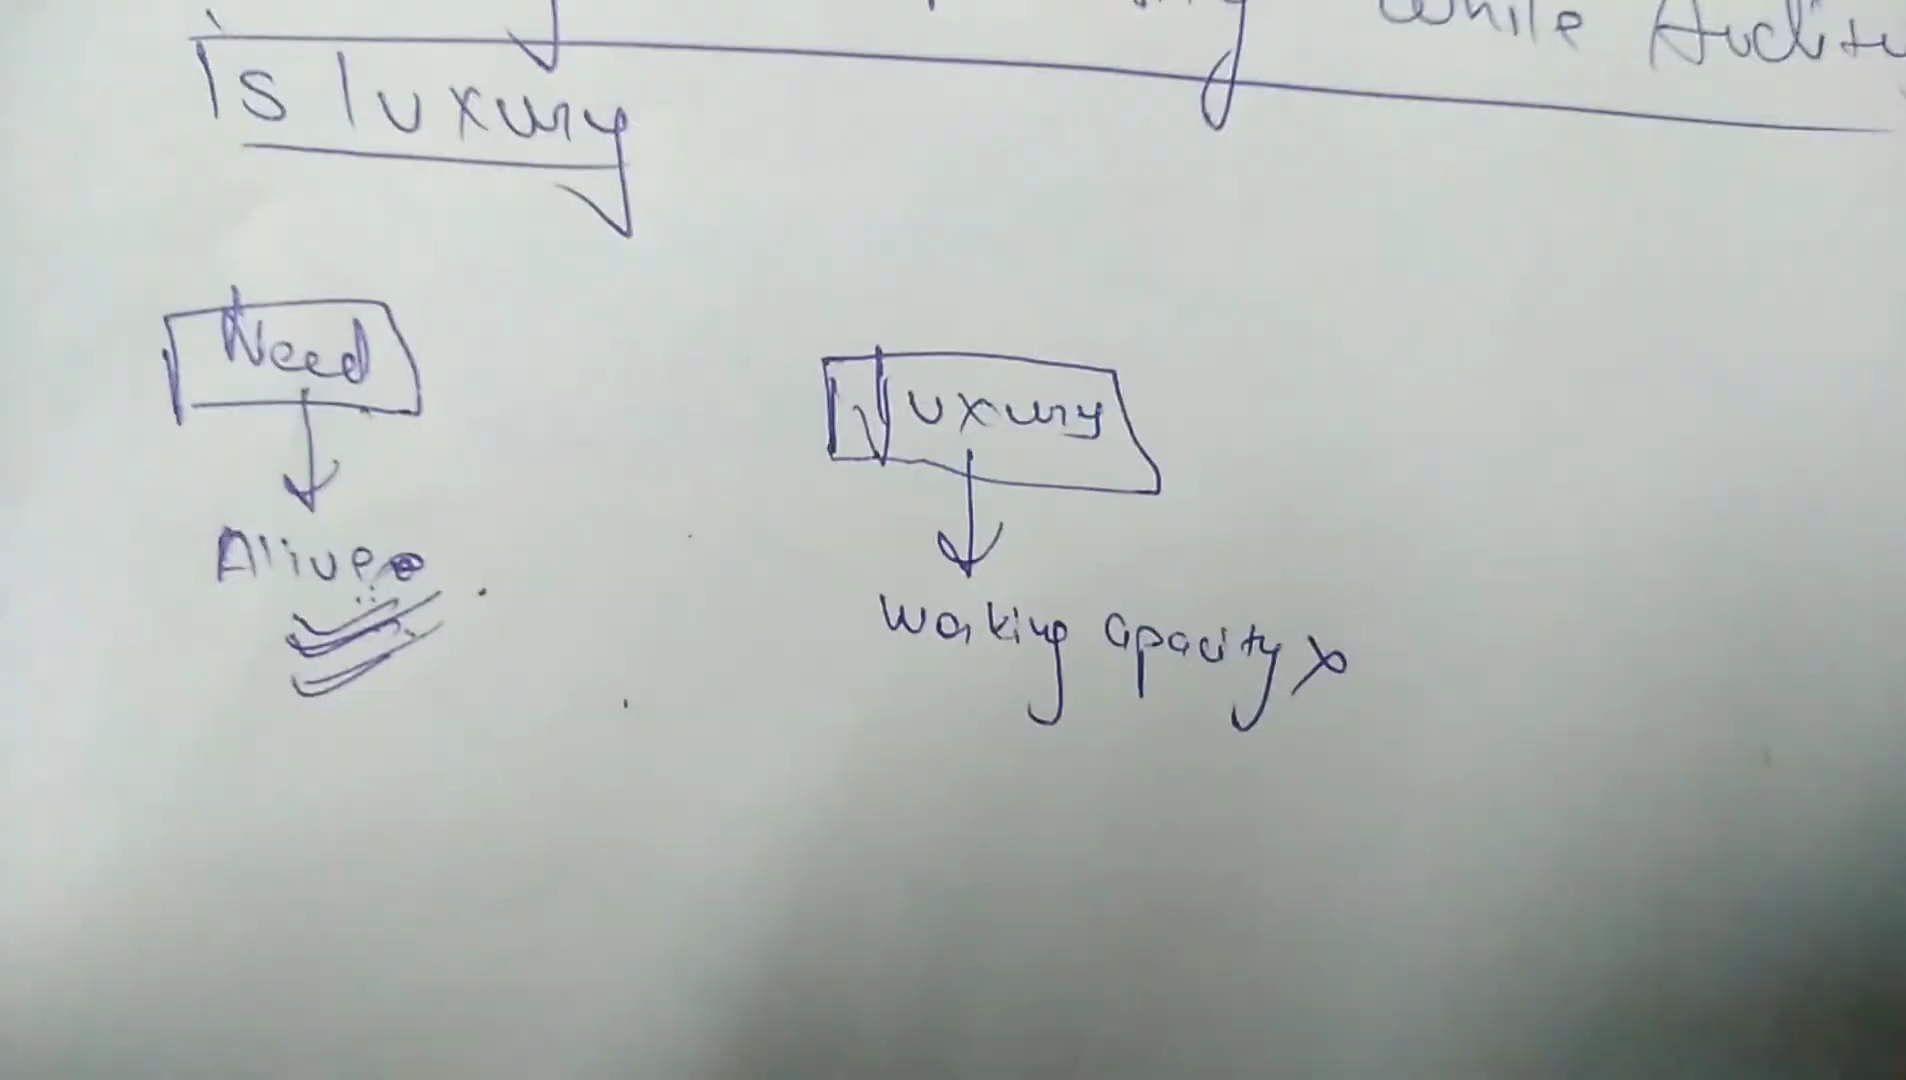 while Audit
is luxury
Need
luxury
Alive
working capacity